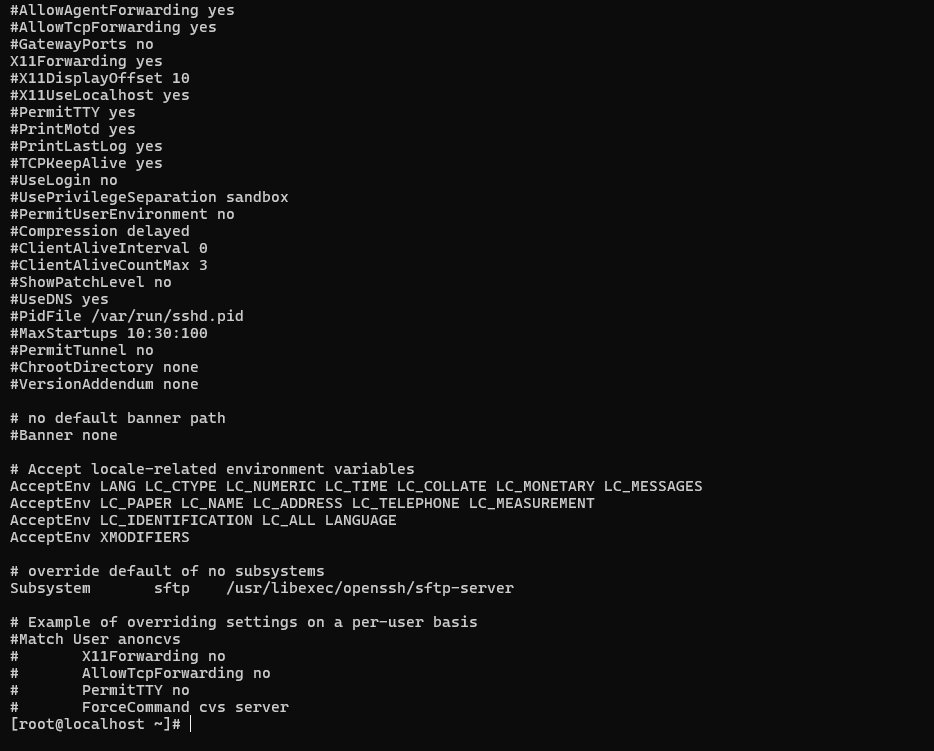 #AllowAgentForwarding yes
#AllowTcpForwarding yes
#GatewayPorts no
X11Forwarding yes
#X11DisplayOffset 10
#X11UseLocalhost yes
#PermitTTY yes
#PrintMotd yes
#PrintLastLog yes
#TCPKeepAlive yes
#UseLogin no
#UsePrivilegeSeparation sandbox
#PermitUserEnvironment no
#Compression delayed
#ClientAliveInterval 0
#ClientAliveCountMax 3
#ShowPatchLevel no
#UseDNS yes
#PidFile /var/run/sshd.pid
#MaxStartups 10:30:100
#PermitTunnel no
#ChrootDirectory none
#VersionAddendum none

# no default banner path
#Banner none

# Accept locale-related environment variables
AcceptEnv LANG LC_CTYPE LC_NUMERIC LC_TIME LC_COLLATE LC_MONETARY LC_MESSAGES
AcceptEnv LC_PAPER LC_NAME LC_ADDRESS LC_TELEPHONE LC_MEASUREMENT
AcceptEnv LC_IDENTIFICATION LC_ALL LANGUAGE
AcceptEnv XMODIFIERS

# override default of no subsystems
Subsystem       sftp    /usr/libexec/openssh/sftp-server

# Example of overriding settings on a per-user basis
#Match User anoncvs
#       X11Forwarding no
#       AllowTcpForwarding no
#       PermitTTY no
#       ForceCommand cvs server
[root@localhost ~]#